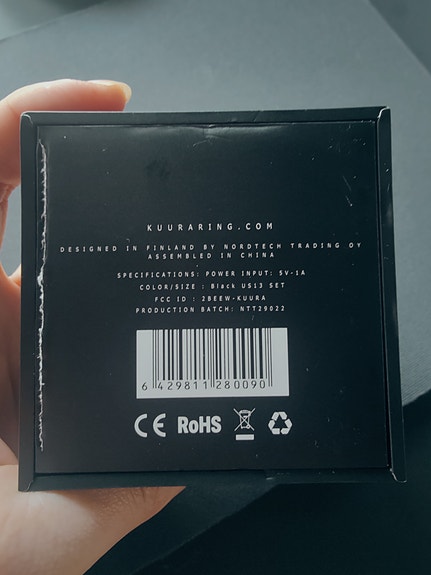 KUURARING.COM
DESIGNED IN FINLAND BY NORDTECH TRADING OY
ASSEMBLED IN CHINA
SPECIFICATIONS: POWER INPUT: 5V-1A
COLOR/SIZE : Black US13 SET
FCC ID : 2BEEW-KUURA
PRODUCTION BATCH: NTT29022
6 429811 280090
CE RoHS